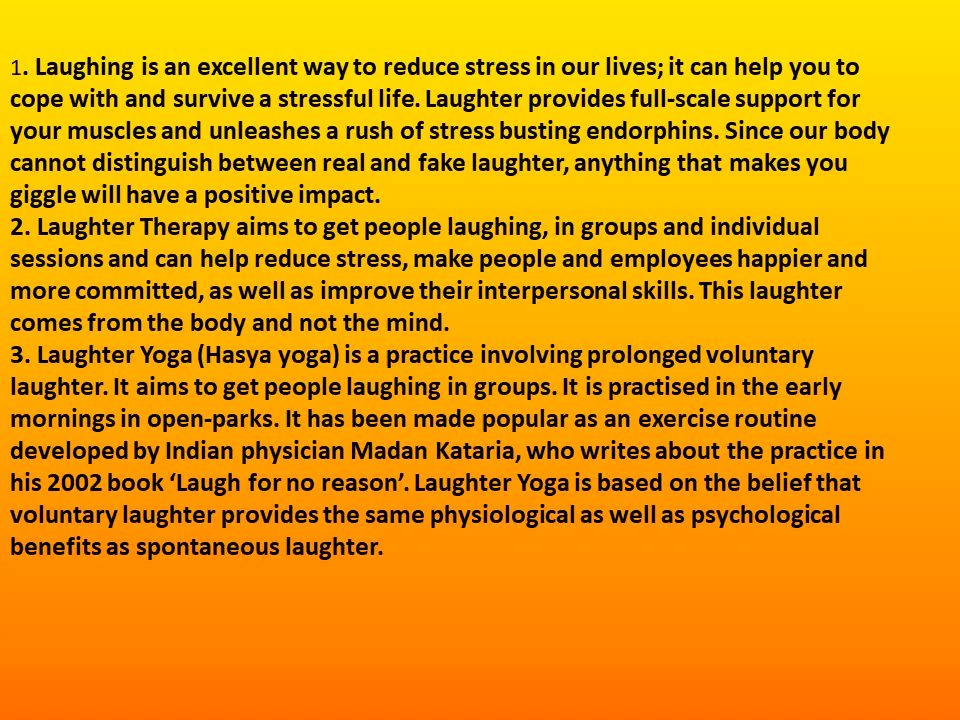 1. Laughing is an excellent way to reduce stress in our lives; it can help you to
cope with and survive a stressful life. Laughter provides full-scale support for
your muscles and unleashes a rush of stress busting endorphins. Since our body
cannot distinguish between real and fake laughter, anything that makes you
giggle will have a positive impact.
2. Laughter Therapy aims to get people laughing, in groups and individual
sessions and can help reduce stress, make people and employees happier and
more committed, as well as improve their interpersonal skills. This laughter
comes from the body and not the mind.
3. Laughter Yoga (Hasya yoga) is a practice involving prolonged voluntary
laughter. It aims to get people laughing in groups. It is practised in the early
mornings in open-parks. It has been made popular as an exercise routine
developed by Indian physician Madan Kataria, who writes about the practice in
his 2002 book ‘Laugh for no reason’. Laughter Yoga is based on the belief that
voluntary laughter provides the same physiological as well as psychological
benefits as spontaneous laughter.